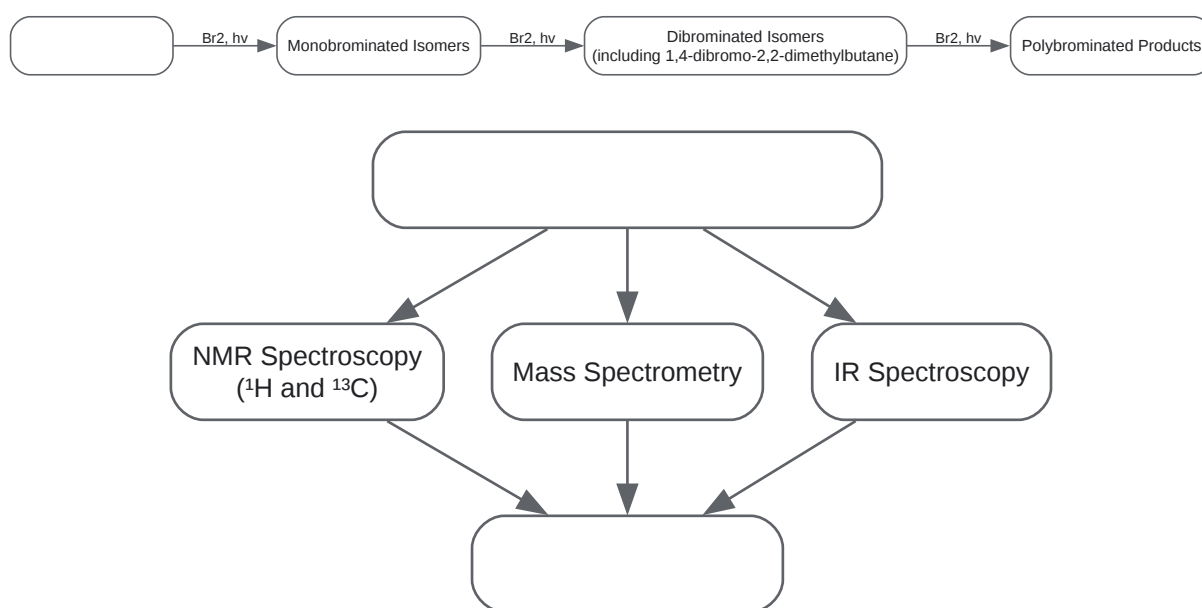 Br2, hv
Br2, hv
Br2, hv
Monobrominated Isomers
Dibrominated Isomers
(including 1,4-dibromo-2,2-dimethylbutane)
Polybrominated Products
NMR Spectroscopy
(¹H and ¹³C)
Mass Spectrometry
IR Spectroscopy